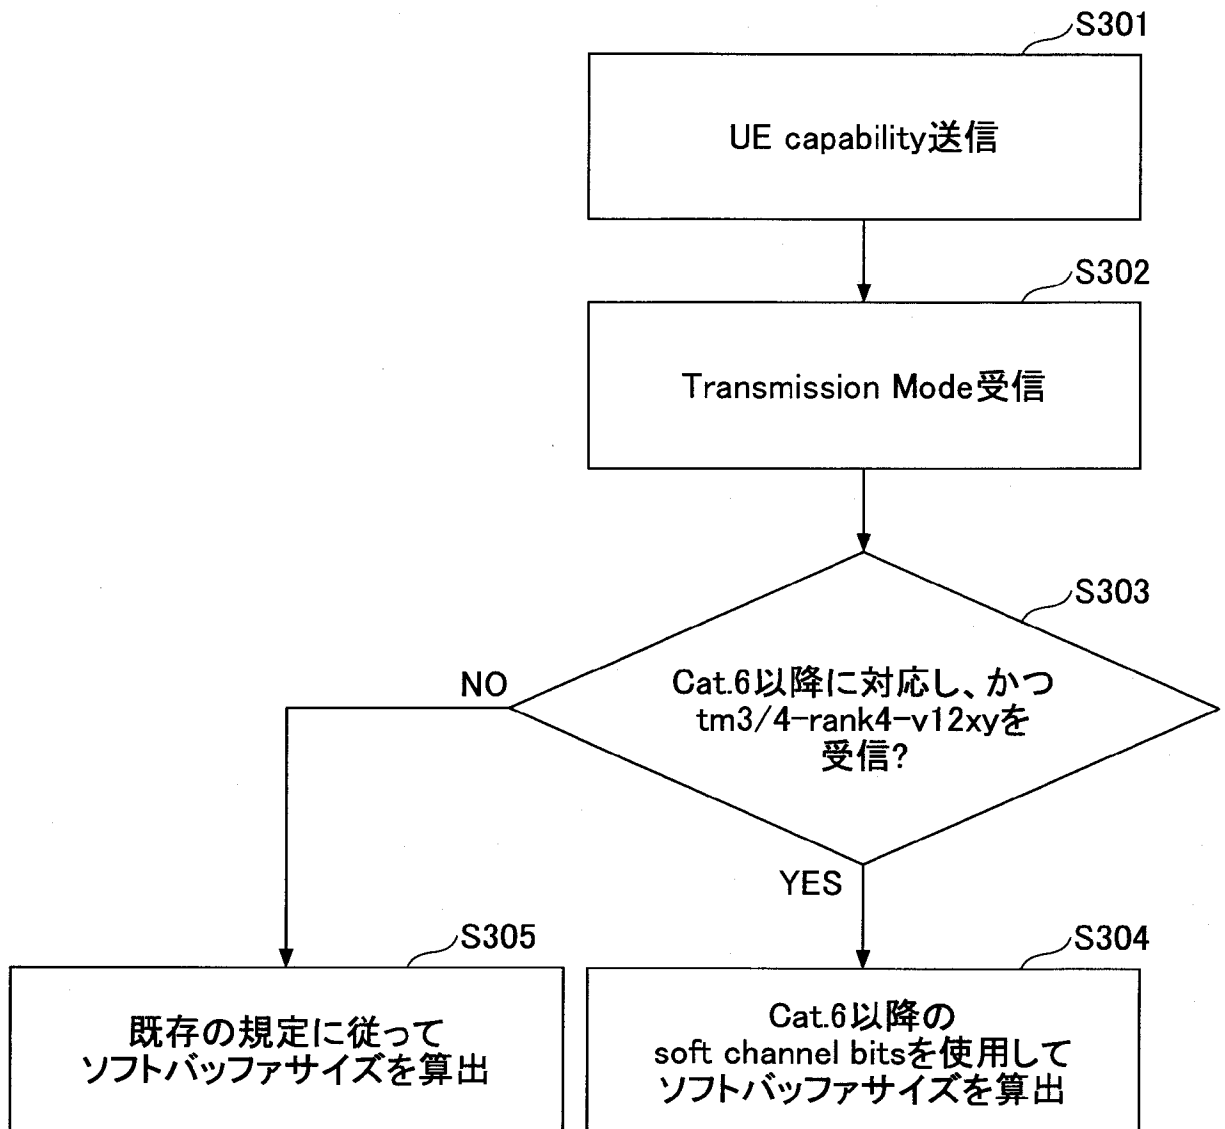 S301
UE capability送信
S302
Transmission Mode受信
S303
Cat.6以降に対応し、かつ
tm3/4-rank4-v12xyを
受信?
NO
YES
S305
既存の規定に従って
ソフトバッファサイズを算出
S304
Cat.6以降の
soft channel bitsを使用して
ソフトバッファサイズを算出